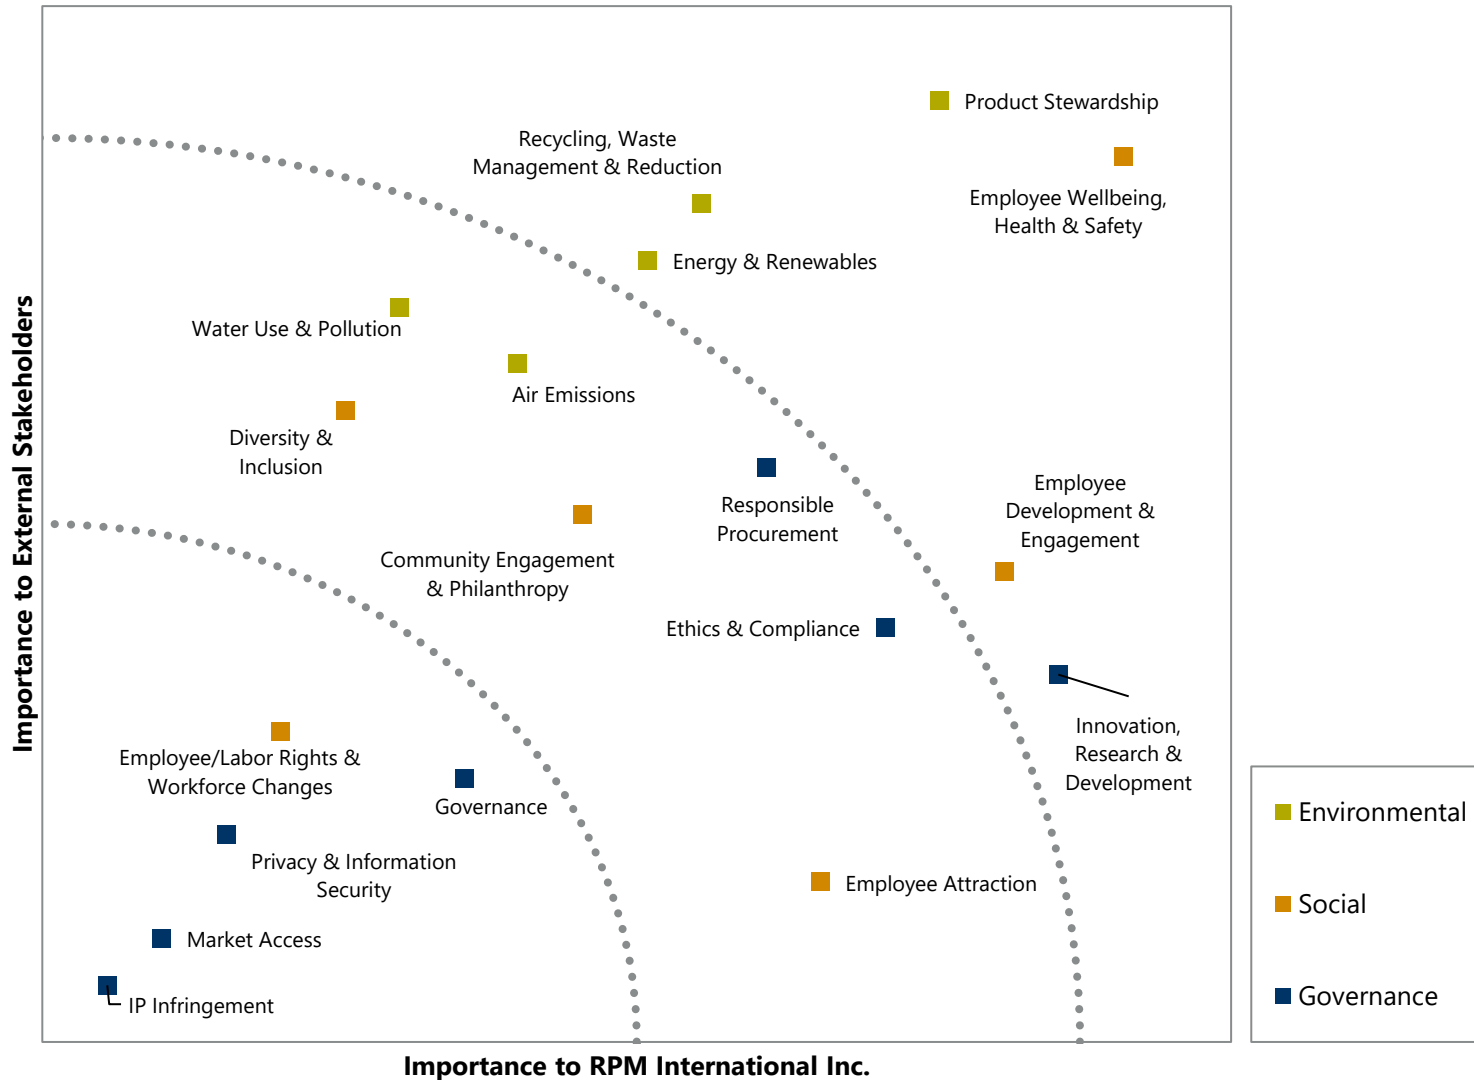 Product Stewardship
Recycling, Waste
Management & Reduction
Employee Wellbeing,
Health & Safety
Energy & Renewables
Water Use & Pollution
Air Emissions
Diversity &
Inclusion
Employee
Development &
Engagement
Responsible
Procurement
Community Engagement
& Philanthropy
Ethics & Compliance
Innovation,
Research &
Development
Employee/Labor Rights &
Workforce Changes
Governance
Privacy & Information
Security
Employee Attraction
Market Access
IP Infringement
Importance to External Stakeholders
Importance to RPM International Inc.
Environmental
Social
Governance